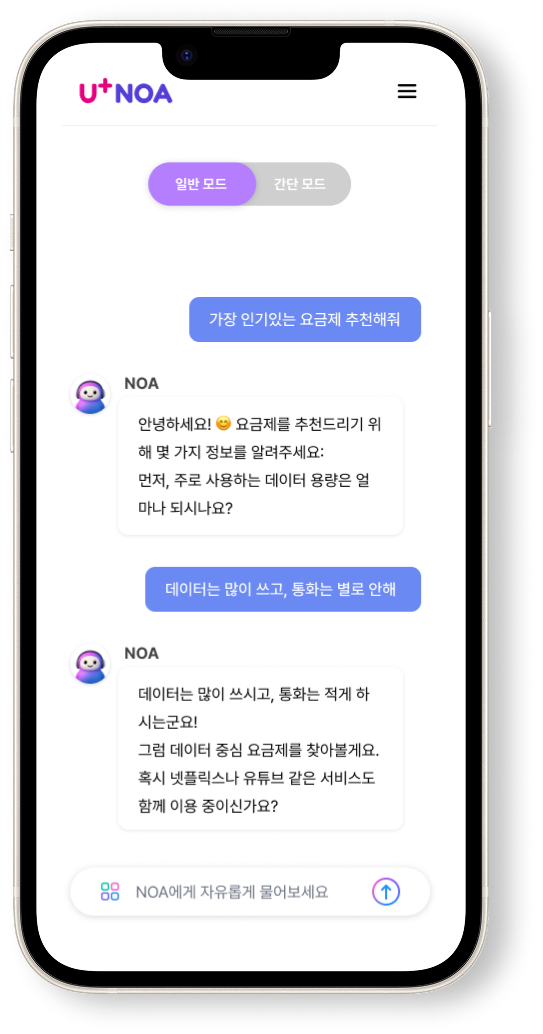 U+NOA
일반 모드 간단 모드
가장 인기있는 요금제 추천해줘
NOA
안녕하세요! 😊 요금제를 추천드리기 위
해 몇 가지 정보를 알려주세요:
먼저, 주로 사용하는 데이터 용량은 얼
마나 되시나요?
데이터는 많이 쓰고, 통화는 별로 안해
NOA
데이터는 많이 쓰시고, 통화는 적게 하
시는군요!
그럼 데이터 중심 요금제를 찾아볼게요.
혹시 넷플릭스나 유튜브 같은 서비스도
함께 이용 중이신가요?
NOA에게 자유롭게 물어보세요